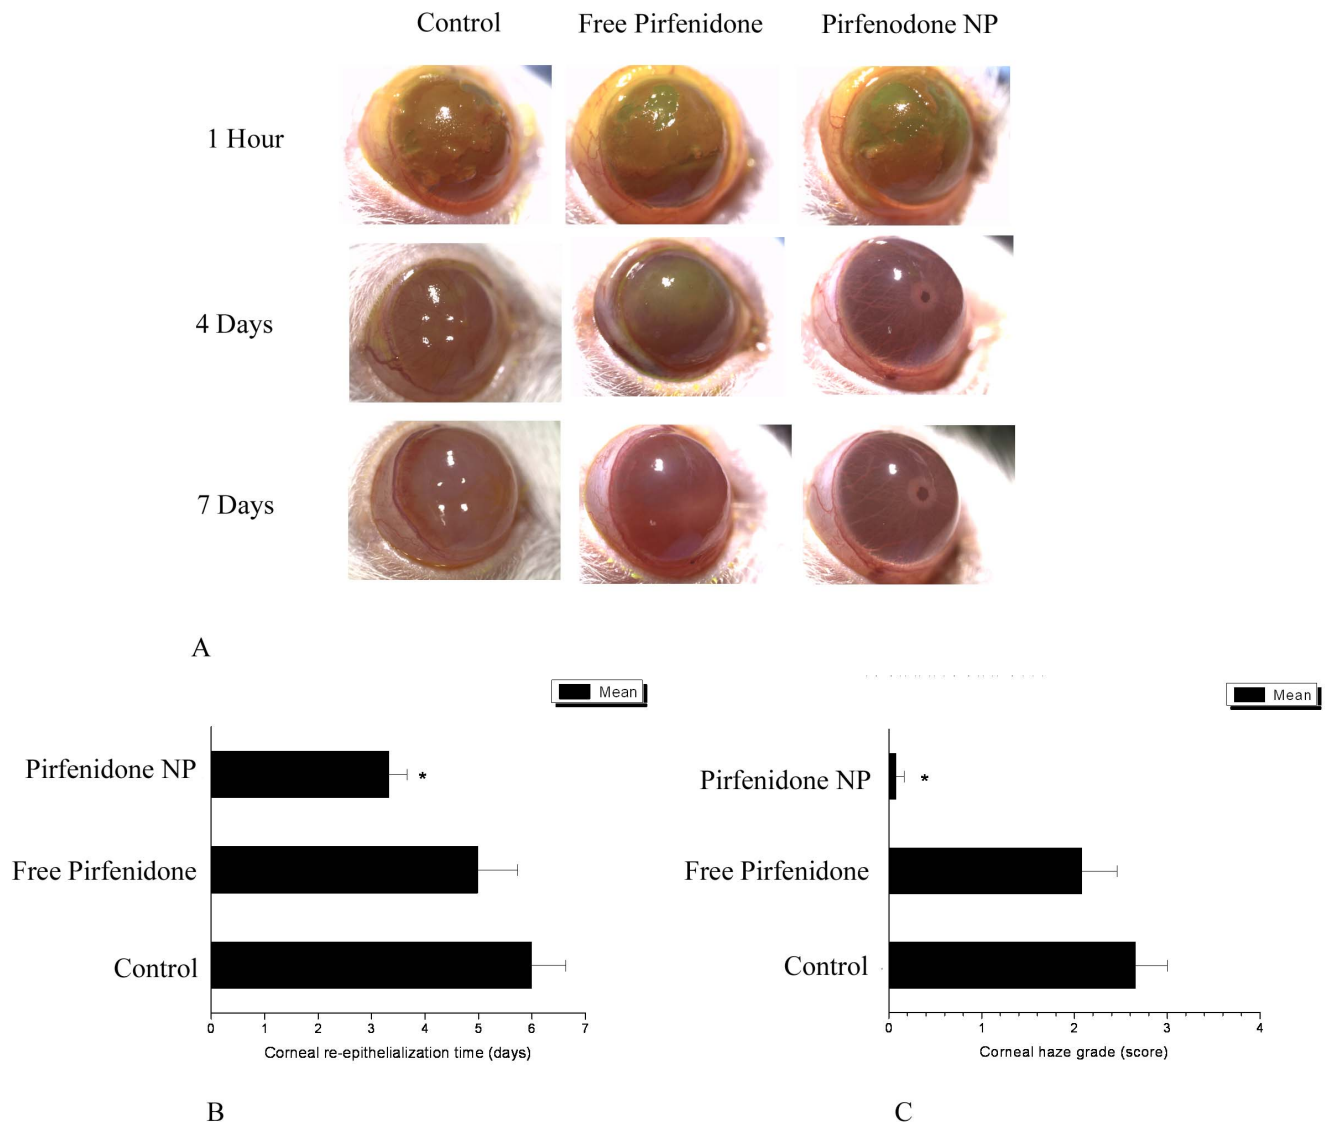 Control Free Pirfenidone Pirfenodone NP
1 Hour
4 Days
7 Days
A
Mean
Pirfenidone NP *
Free Pirfenidone
Control
0 1 2 3 4 5 6 7
Corneal re-epithelialization time (days)
B
Mean
Pirfenidone NP *
Free Pirfenidone
Control
0 1 2 3 4
Corneal haze grade (score)
C